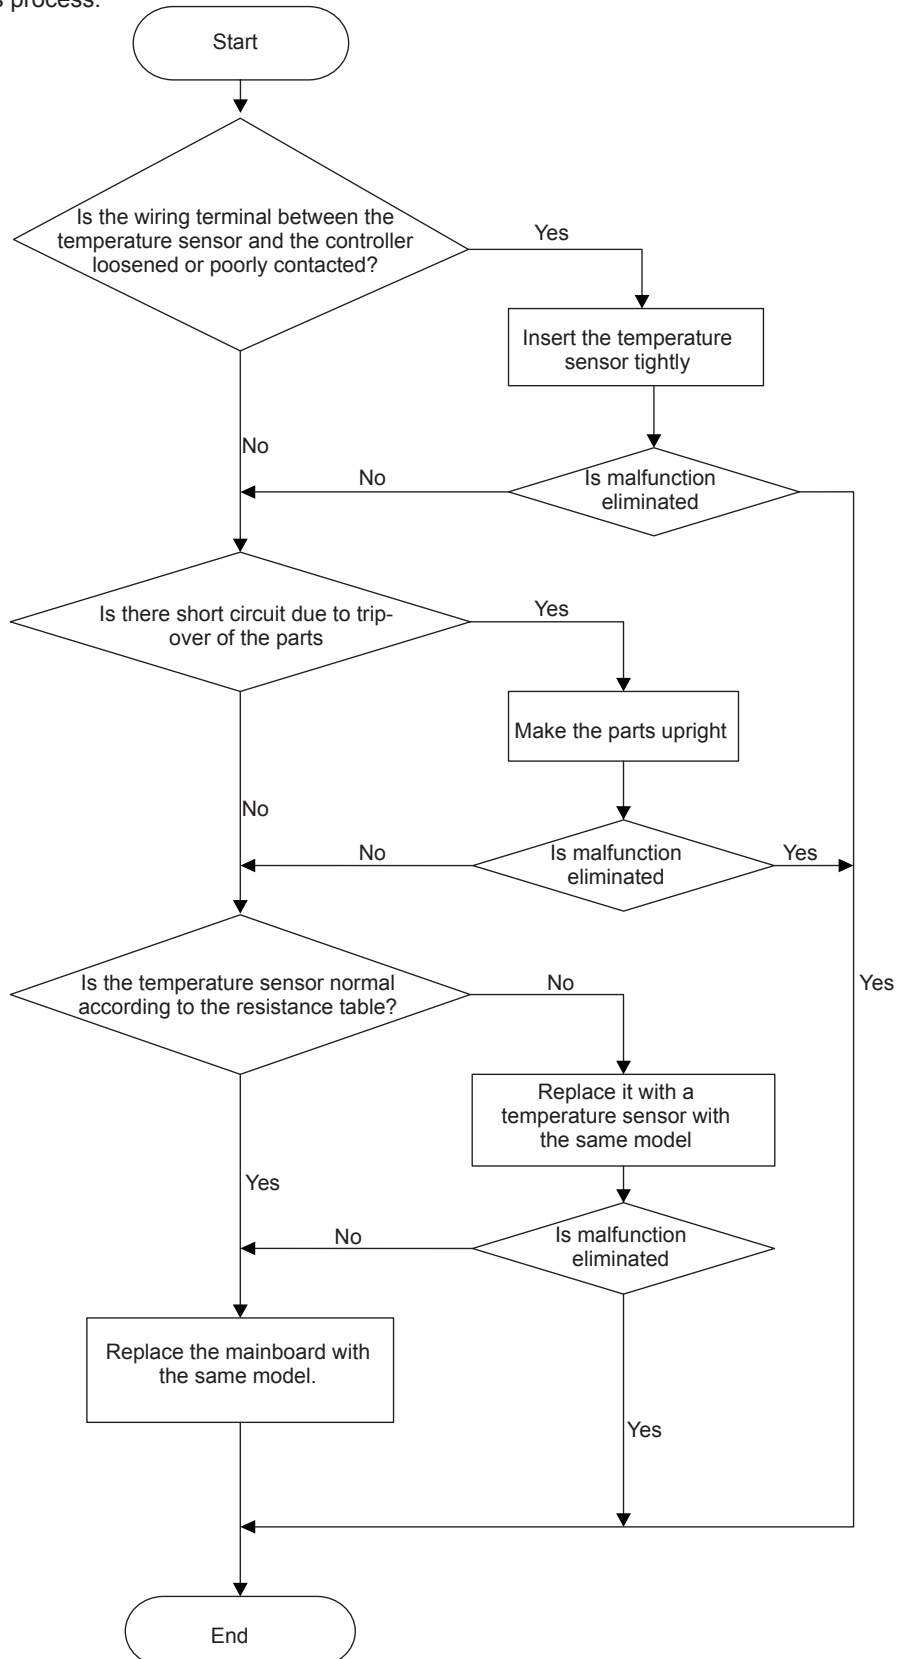 process.
Start
Is the wiring terminal between the
temperature sensor and the controller
loosened or poorly contacted?
Yes
Insert the temperature
sensor tightly
No
No
Is malfunction
eliminated
Is there short circuit due to trip-
over of the parts
Yes
Make the parts upright
No
No
Is malfunction
eliminated
Yes
Is the temperature sensor normal
according to the resistance table?
No
Yes
Replace it with a
temperature sensor with
the same model
Yes
No
Is malfunction
eliminated
Replace the mainboard with
the same model.
Yes
End